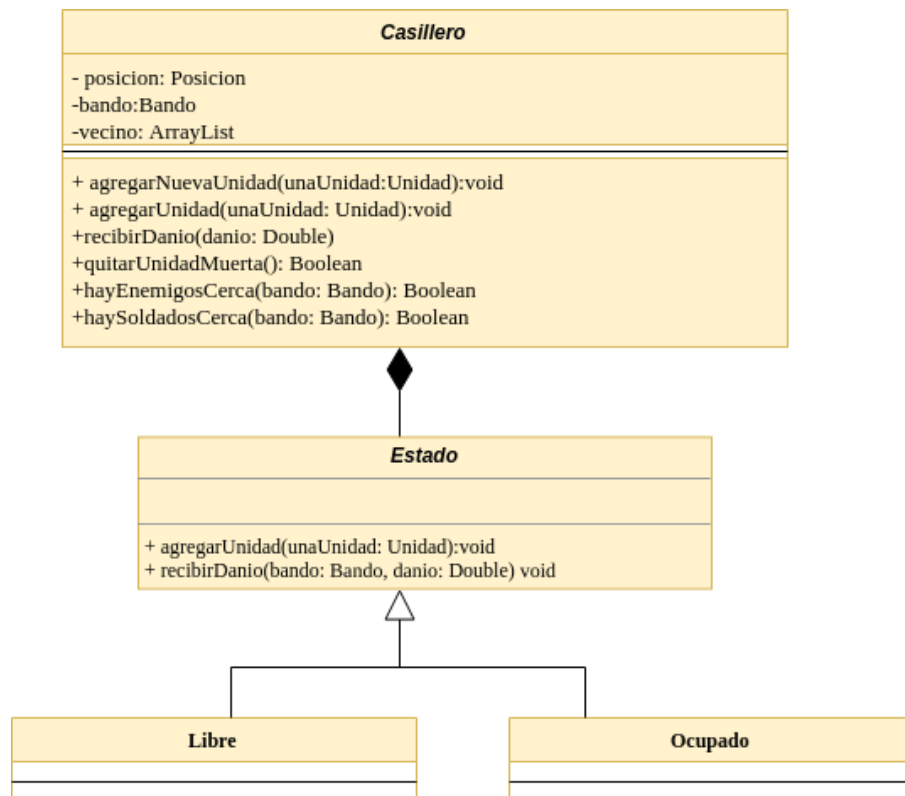 Casillero
- posicion: Posicion
-bando:Bando
-vecino: ArrayList
+ agregarNuevaUnidad(unaUnidad:Unidad):void
+ agregarUnidad(unaUnidad: Unidad):void
+recibirDanio(danio: Double)
+quitarUnidadMuerta(): Boolean
+hayEnemigosCerca(bando: Bando): Boolean
+haySoldadosCerca(bando: Bando): Boolean
Estado
+ agregarUnidad(unaUnidad: Unidad):void
+ recibirDanio(bando: Bando, danio: Double) void
Libre
Ocupado